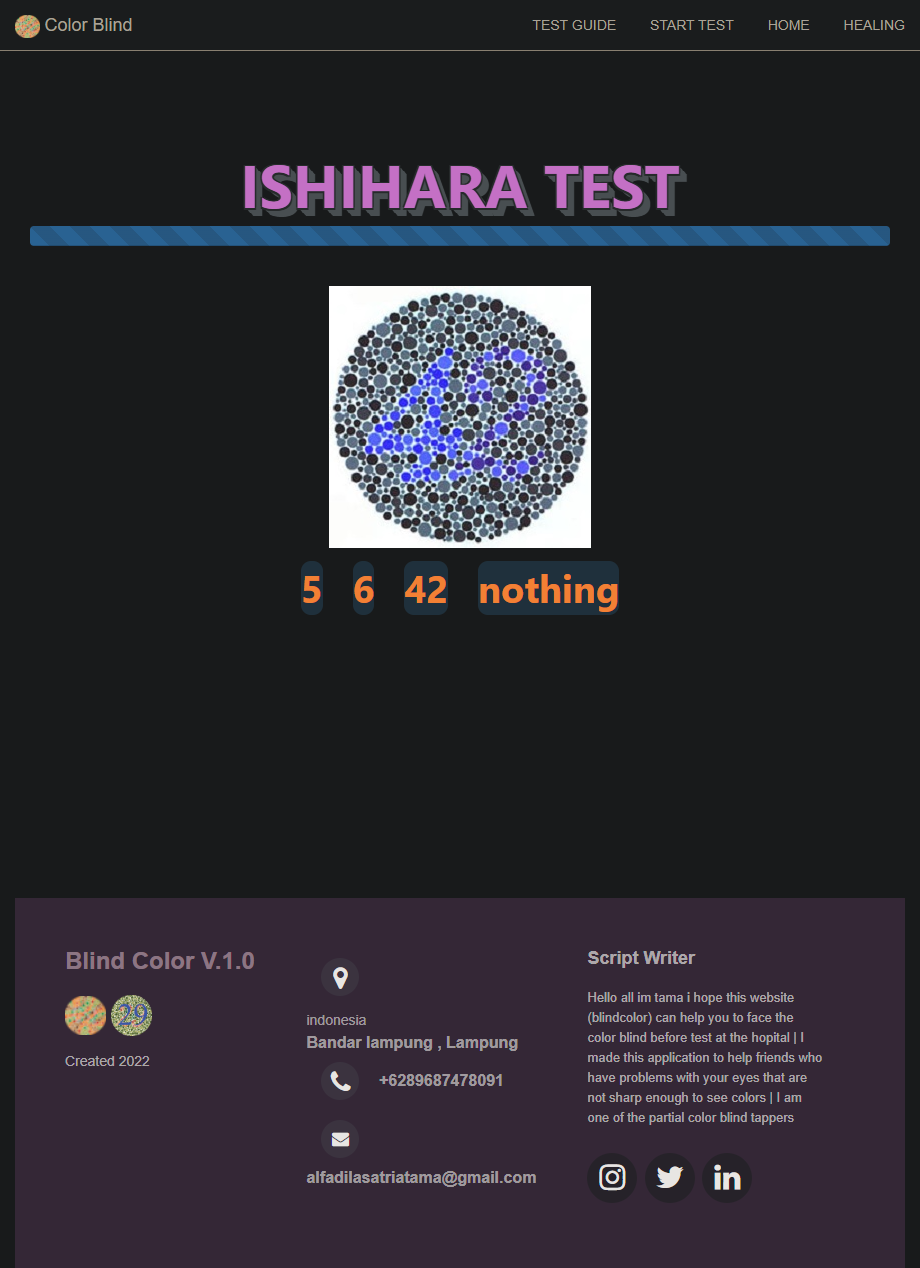 Color Blind
TEST GUIDE
START TEST
HOME
HEALING
ISHIHARA TEST
42
5
6
42
nothing
Blind Color V.1.0
29
Created 2022
indonesia
Bandar lampung , Lampung
+6289687478091
alfadilasatriatama@gmail.com
Script Writer
Hello all im tama i hope this website
(blindcolor) can help you to face the
color blind before test at the hopital | I
made this application to help friends who
have problems with your eyes that are
not sharp enough to see colors | I am
one of the partial color blind tappers